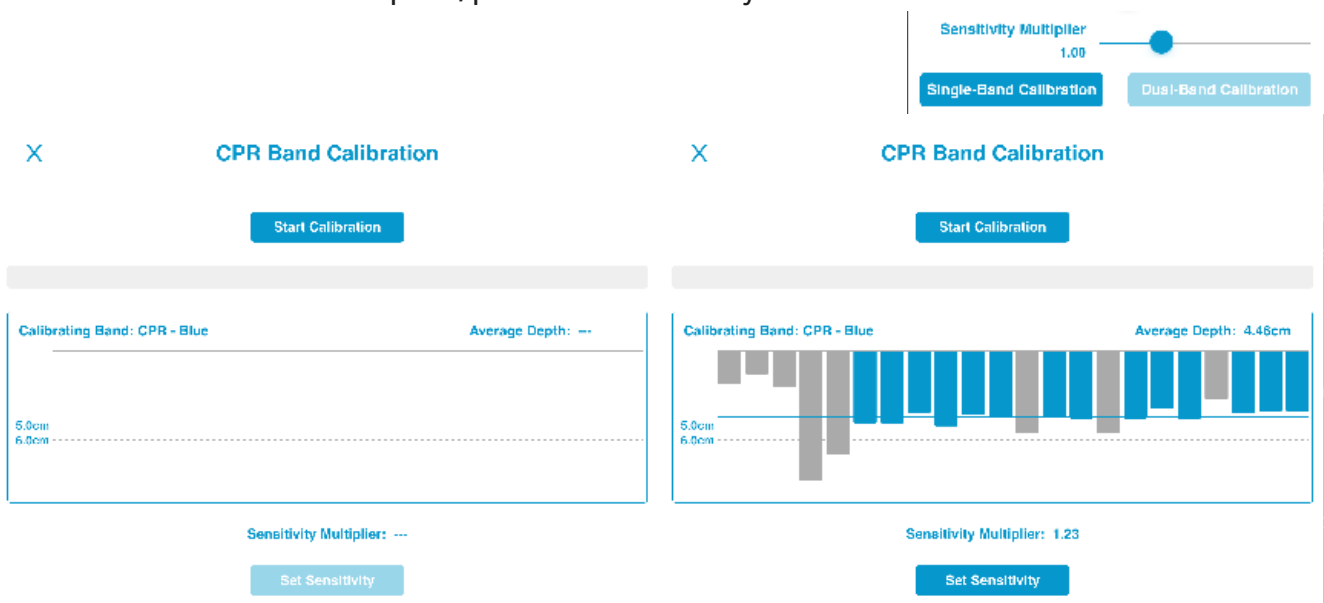 Sensitivity Multiplier
1.00
Single-Band Calibration
Dual-Band Calibration
X
CPR Band Calibration
Start Calibration
Calibrating Band: CPR - Blue
Average Depth: ---
5.0cm
6.0cm
Sensitivity Multiplier: ---
Set Sensitivity
X
CPR Band Calibration
Start Calibration
Calibrating Band: CPR - Blue
Average Depth: 4.46cm
5.0cm
6.0cm
Sensitivity Multiplier: 1.23
Set Sensitivity